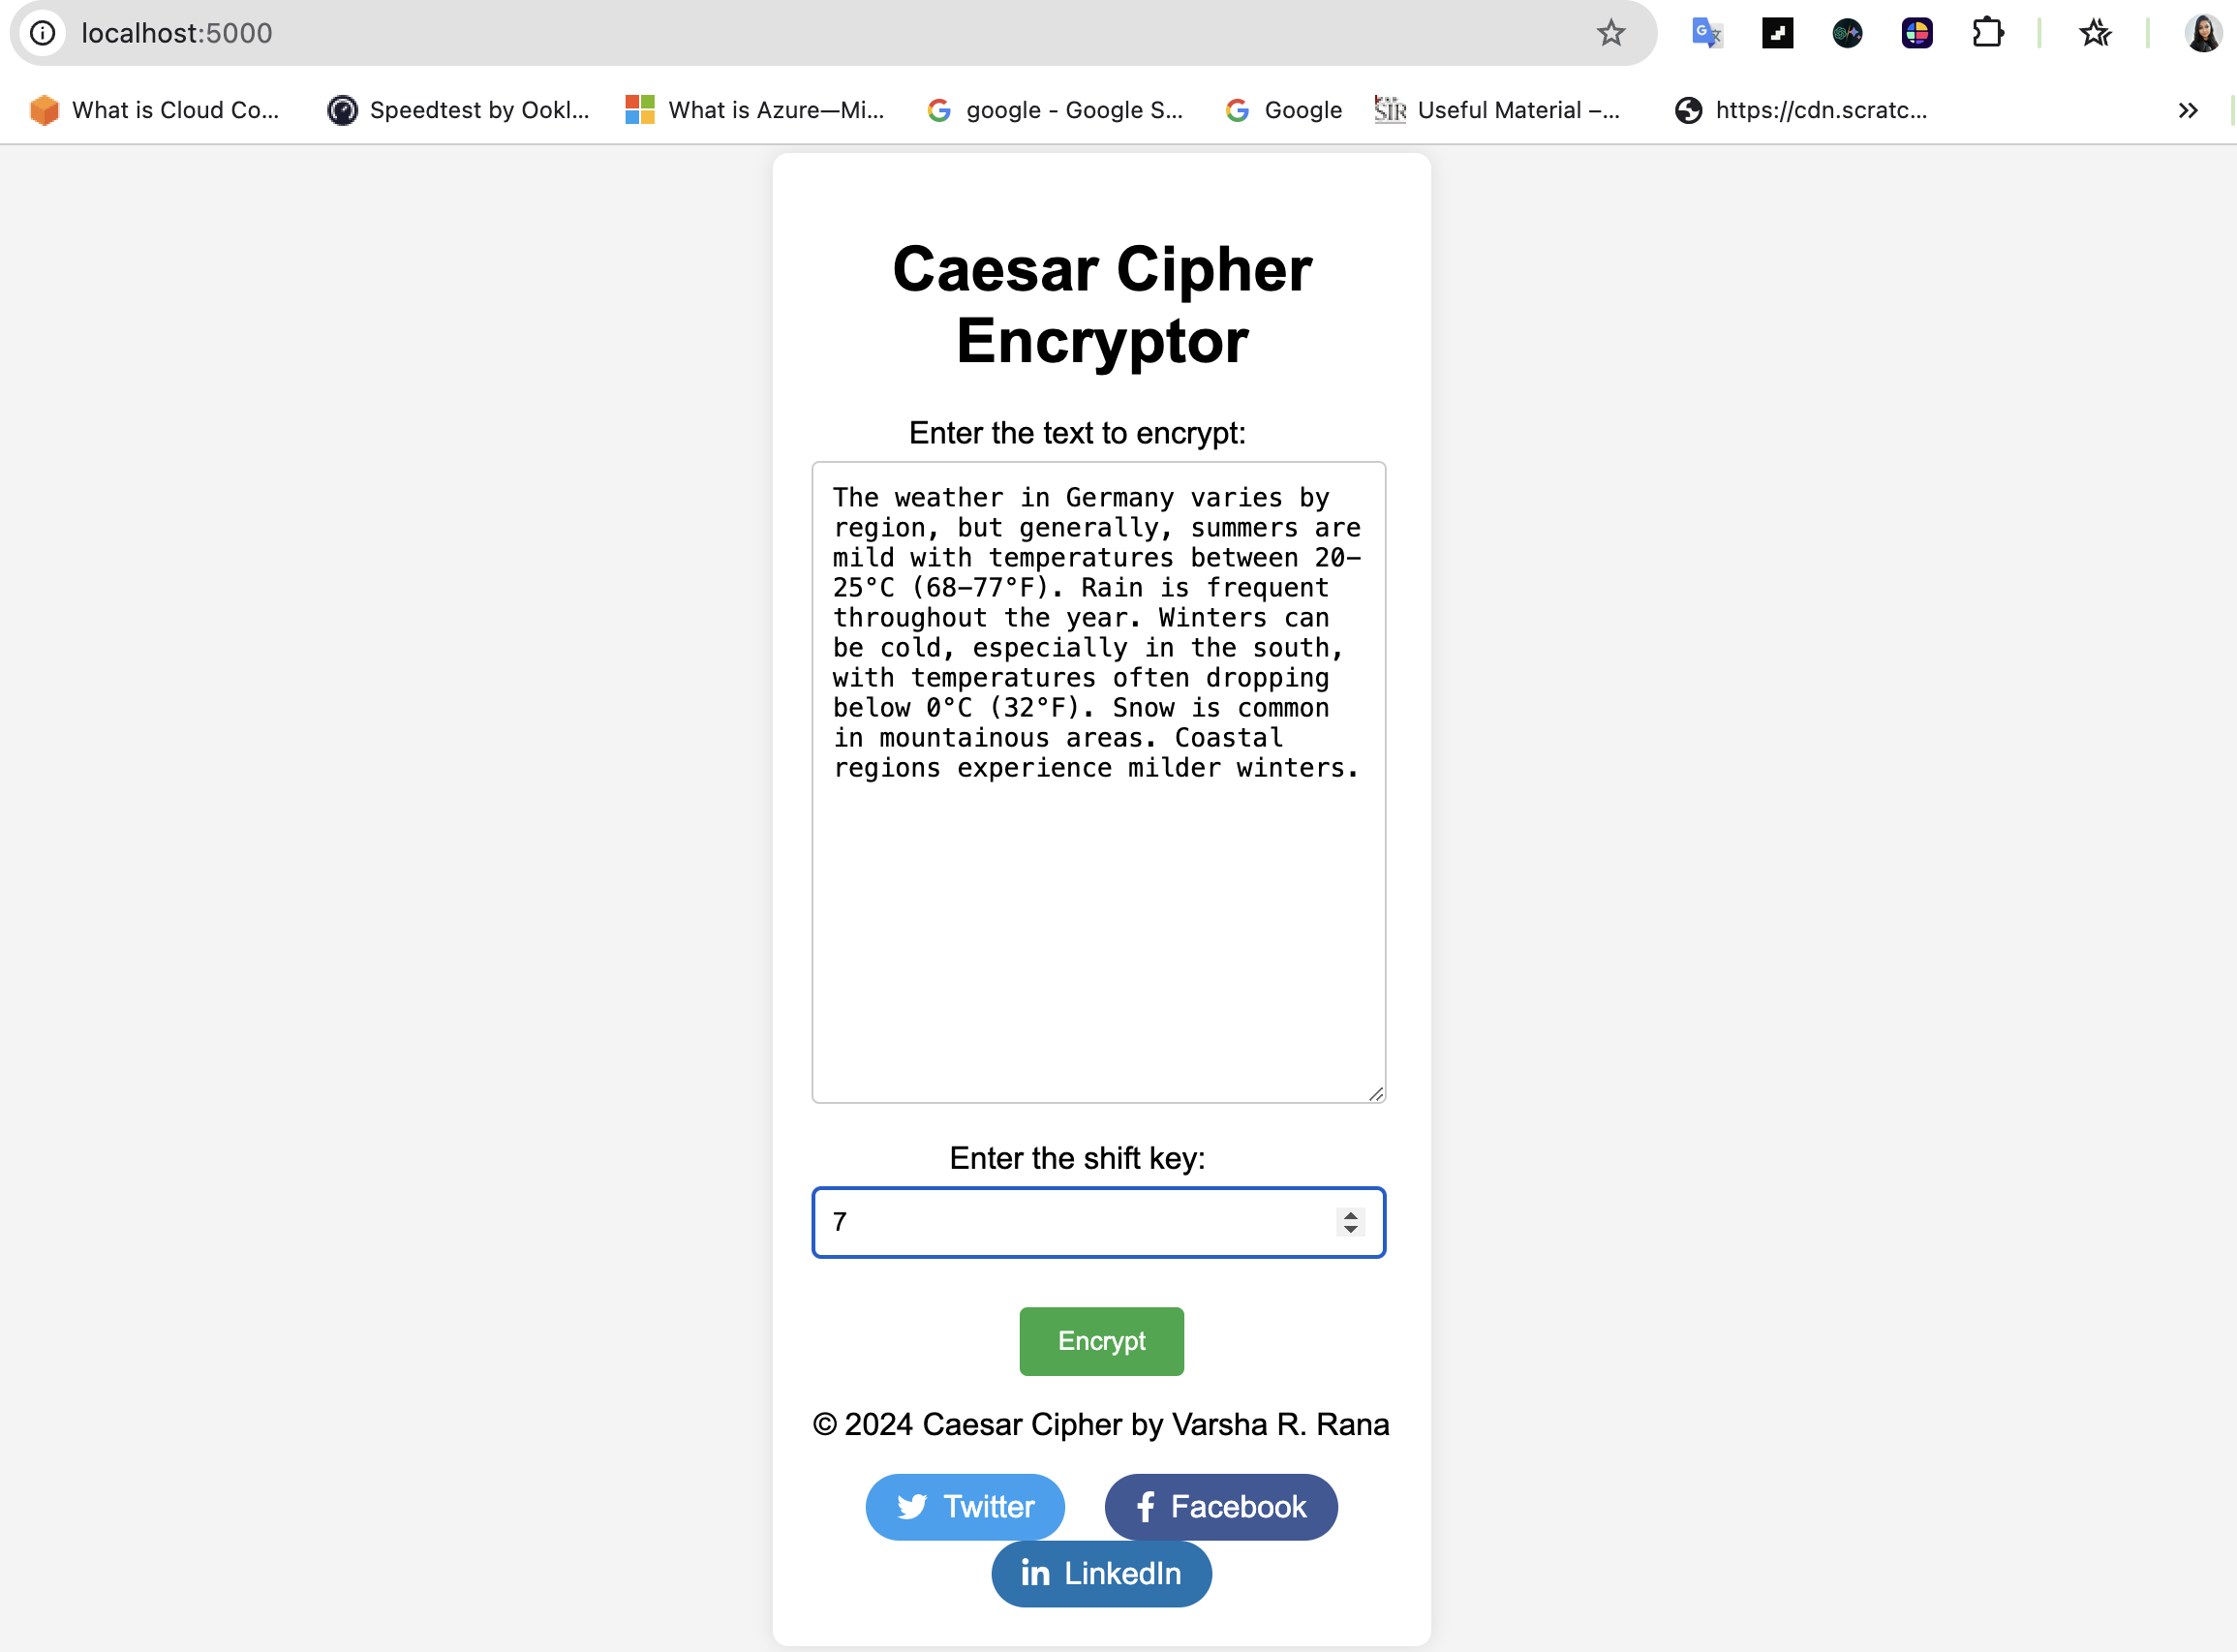 localhost:5000
What is Cloud Co... Speedtest by Ookl... What is Azure—Mi... google - Google S... Google Useful Material –... https://cdn.scratc...
Caesar Cipher
Encryptor
Enter the text to encrypt:
The weather in Germany varies by
region, but generally, summers are
mild with temperatures between 20–
25°C (68–77°F). Rain is frequent
throughout the year. Winters can
be cold, especially in the south,
with temperatures often dropping
below 0°C (32°F). Snow is common
in mountainous areas. Coastal
regions experience milder winters.
Enter the shift key:
7
Encrypt
© 2024 Caesar Cipher by Varsha R. Rana
Twitter Facebook
in LinkedIn